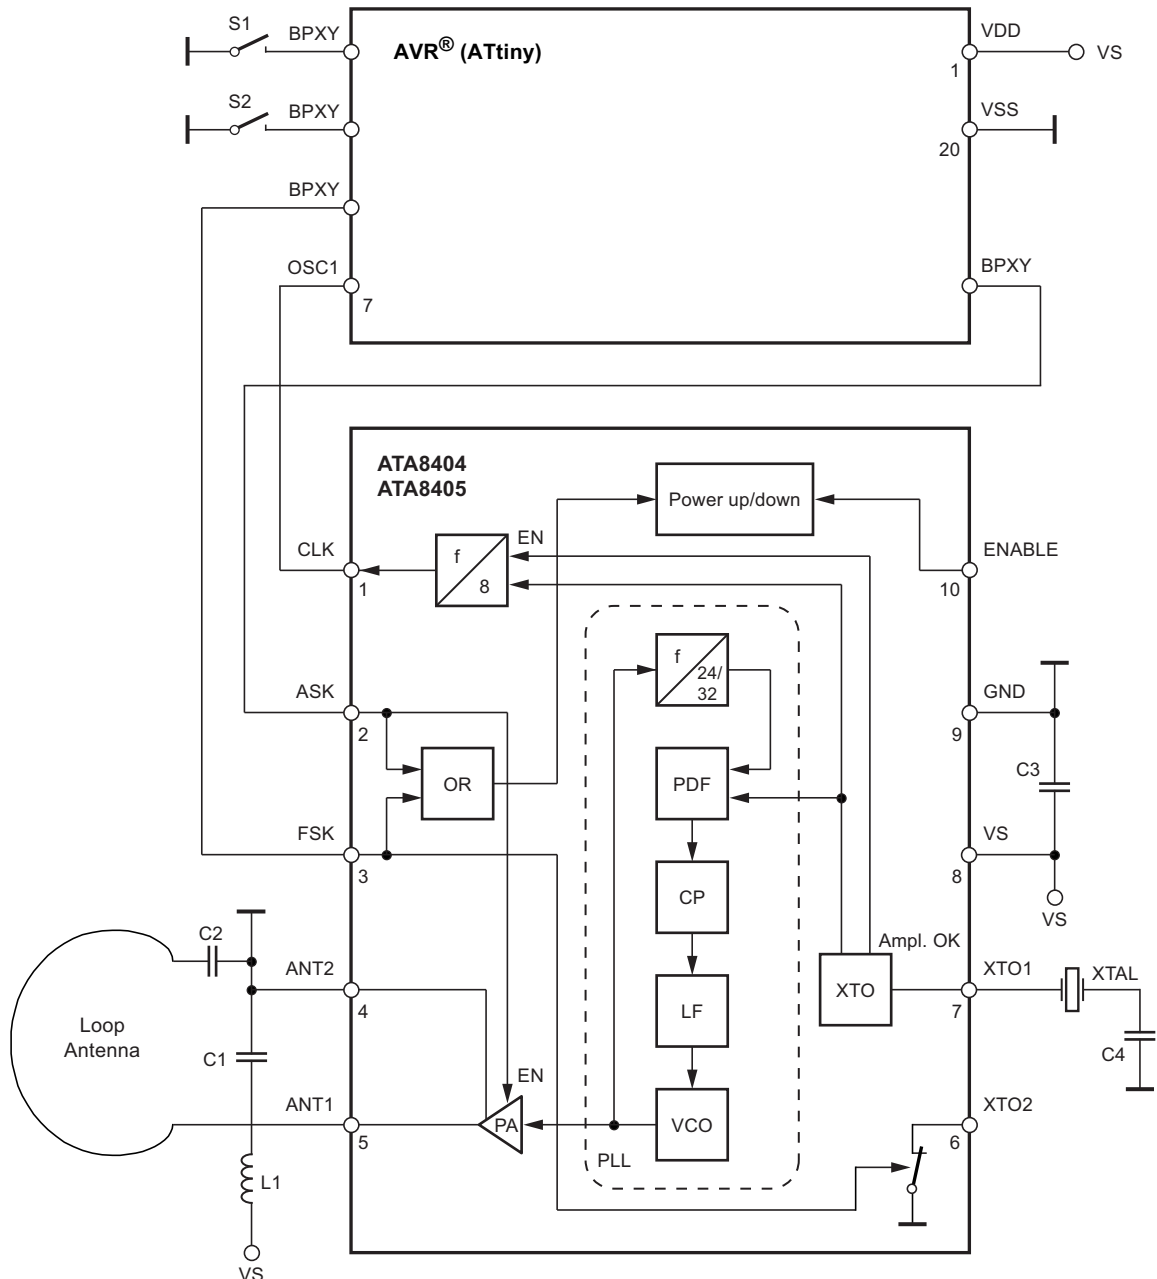 S1
BPXY
AVR® (ATtiny)
VDD
1
VS
S2
BPXY
VSS
20
BPXY
OSC1
7
BPXY
ATA8404
ATA8405
Power up/down
CLK
1
f
8
EN
ENABLE
10
f
24/
32
ASK
2
GND
9
OR
PDF
C3
FSK
3
VS
8
CP
VS
C2
ANT2
4
Ampl. OK
XTO
XTO1
7
XTAL
LF
Loop
Antenna
C1
C4
EN
ANT1
5
PA
VCO
XTO2
6
PLL
L1
VS